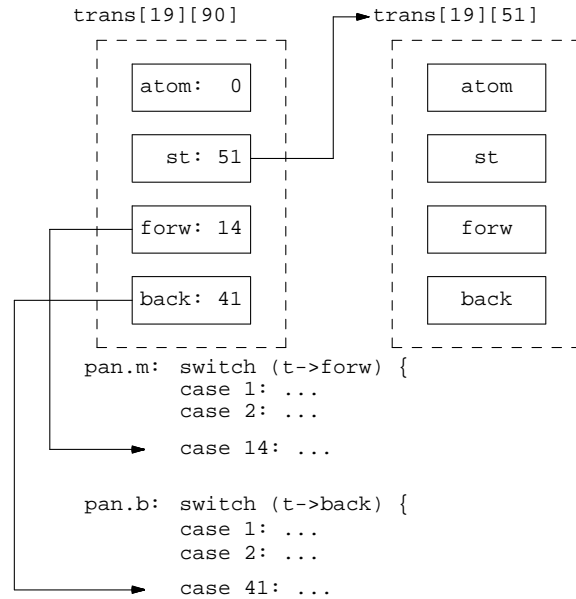 trans[19][90] trans[19][51]
atom: 0 atom
st: 51 st
forw: 14 forw
back: 41 back
pan.m: switch (t->forw) {
case 1: ...
case 2: ...
case 14: ...
pan.b: switch (t->back) {
case 1: ...
case 2: ...
case 41: ...